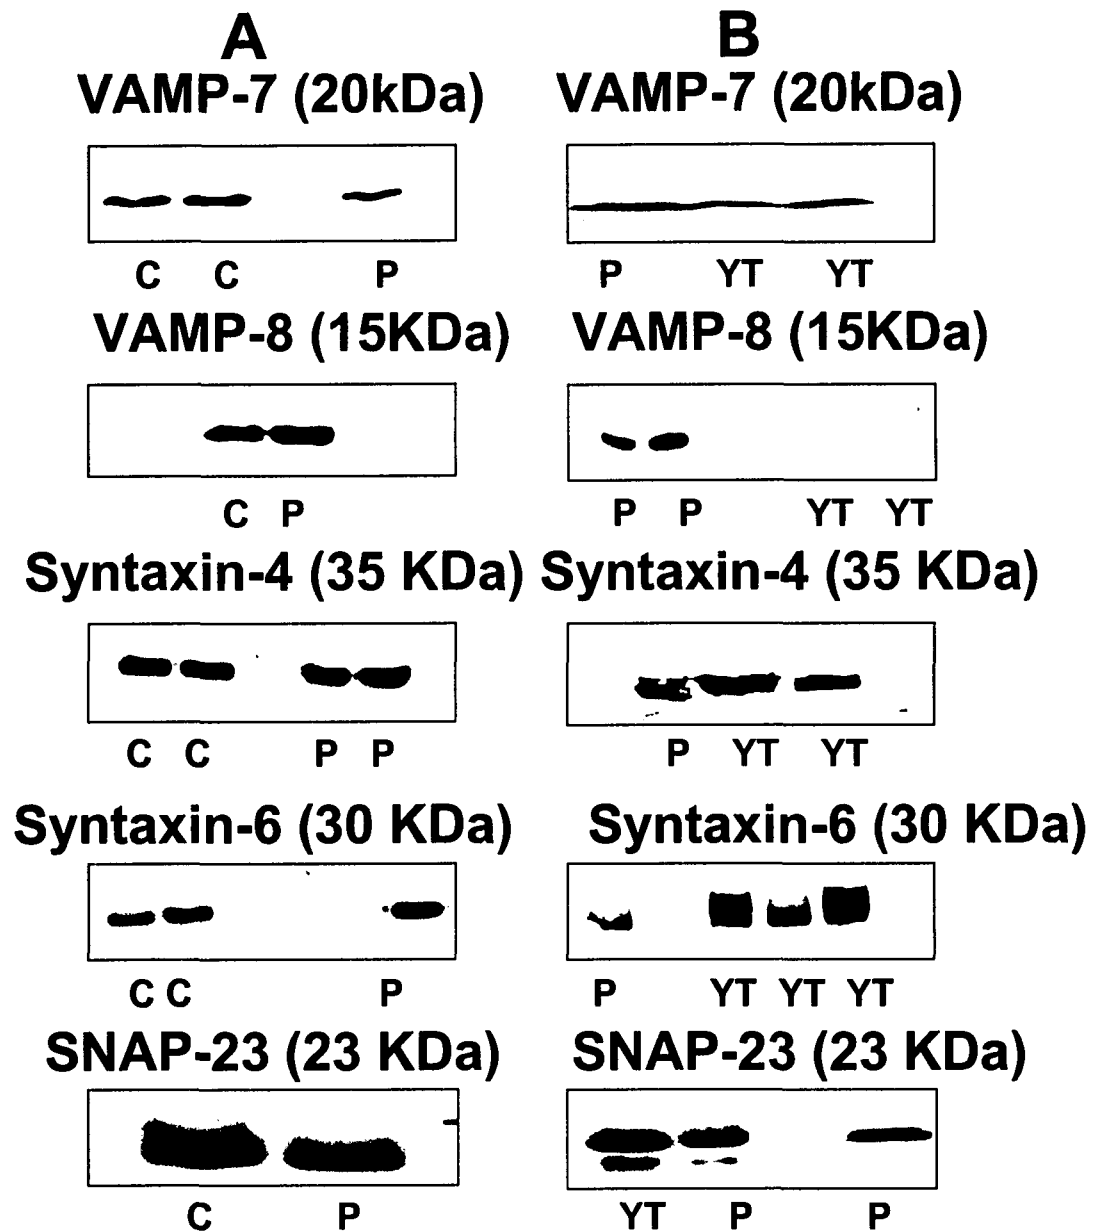 A
VAMP-7 (20kDa)
C C P
VAMP-8 (15KDa)
C P
Syntaxin-4 (35 KDa)
C C P P
Syntaxin-6 (30 KDa)
C C P
SNAP-23 (23 KDa)
C P
B
VAMP-7 (20kDa)
P YT YT
VAMP-8 (15KDa)
P P YT YT
Syntaxin-4 (35 KDa)
P YT YT
Syntaxin-6 (30 KDa)
P YT YT YT
SNAP-23 (23 KDa)
YT P P